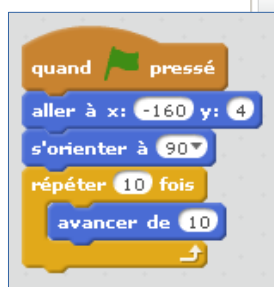 quand pressé
aller à x: -160 y: 4
s'orienter à 90
répéter 10 fois
avancer de 10